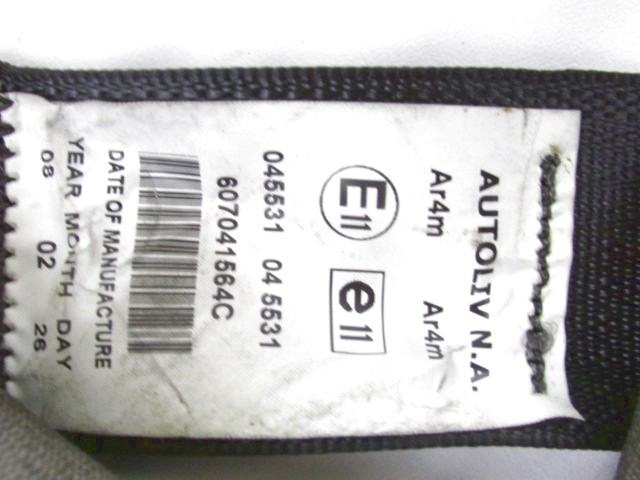 AUTOLIV N.A.
Ar4m Ar4m
E11 e11
045531 04 5531
607041564C
DATE OF MANUFACTURE
YEAR MONTH DAY
08 02 26